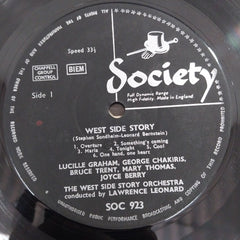 Speed 33⅓
CHAPPELL
GROUP
CONTROL
BIEM
Society
Full Dynamic Range
High Fidelity Made in England
Side 1
WEST SIDE STORY
(Stephen Sondheim-Leonard Bernstein)
1. Overture 2. Something's coming
3. Maria 4. Tonight 5. Cool
6. One hand, one heart
LUCILLE GRAHAM, GEORGE CHAKIRIS,
BRUCE TRENT, MARY THOMAS,
JOYCE BERRY
THE WEST SIDE STORY ORCHESTRA
conducted by LAWRENCE LEONARD
SOC 923